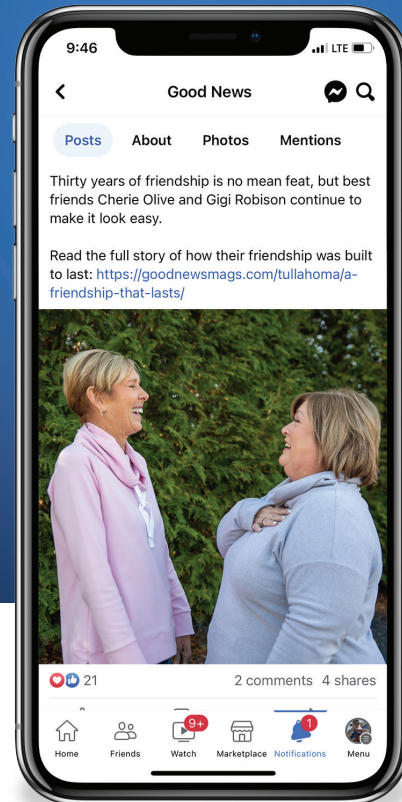 9:46
LTE
Good News
Posts About Photos Mentions
Thirty years of friendship is no mean feat, but best
friends Cherie Olive and Gigi Robison continue to
make it look easy.
Read the full story of how their friendship was built
to last: https://goodnewsmags.com/tullahoma/a-
friendship-that-lasts/
21 2 comments 4 shares
9+ 1
Home Friends Watch Marketplace Notifications Menu